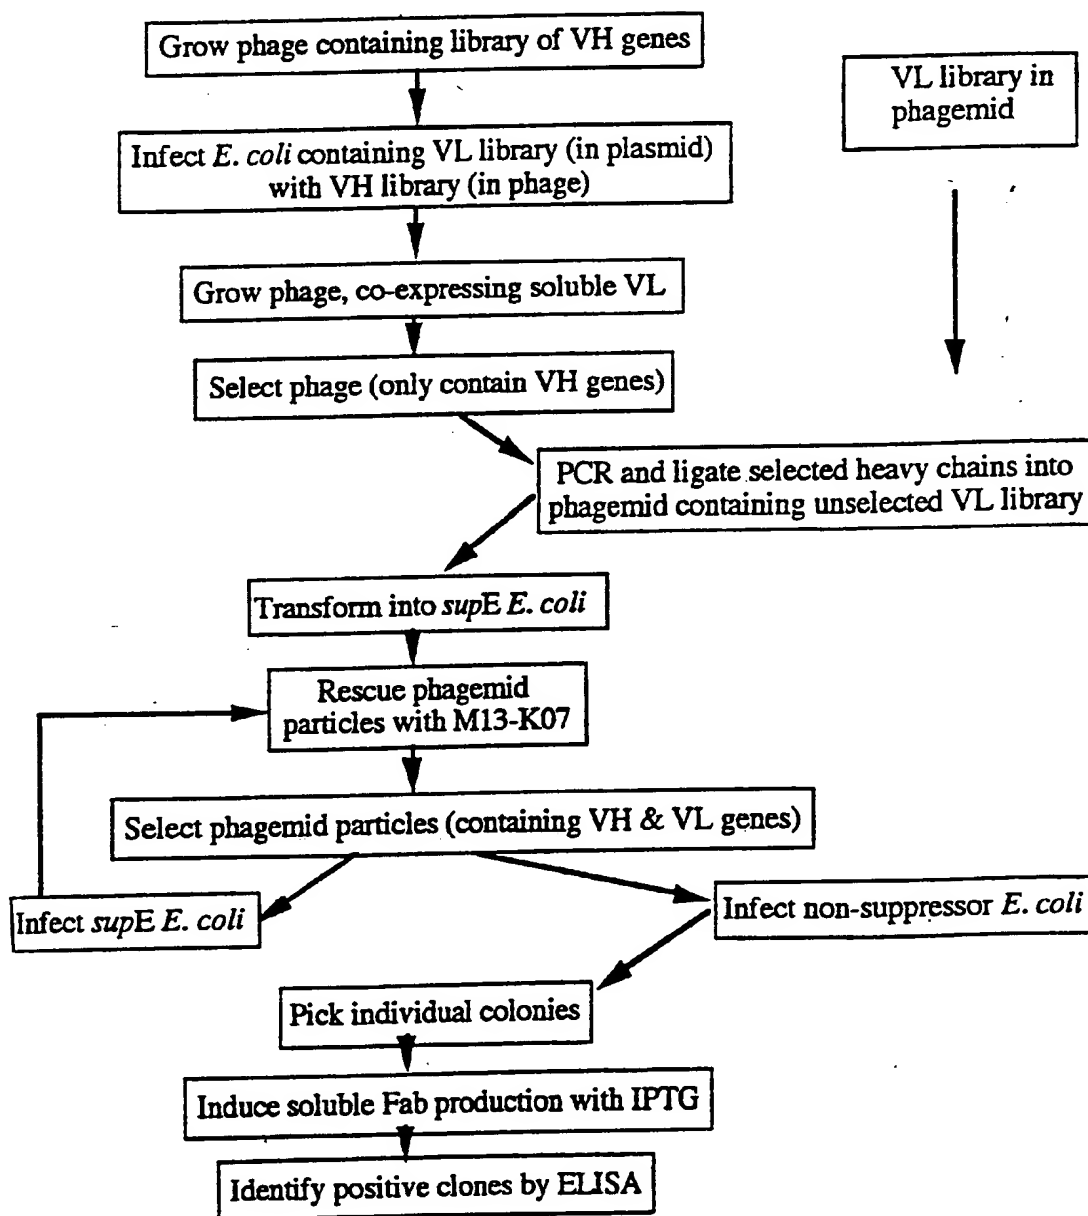 Grow phage containing library of VH genes
VL library in
phagemid
Infect E. coli containing VL library (in plasmid)
with VH library (in phage)
Grow phage, co-expressing soluble VL
Select phage (only contain VH genes)
PCR and ligate selected heavy chains into
phagemid containing unselected VL library
Transform into supE E. coli
Rescue phagemid
particles with M13-K07
Select phagemid particles (containing VH & VL genes)
Infect supE E. coli
Infect non-suppressor E. coli
Pick individual colonies
Induce soluble Fab production with IPTG
Identify positive clones by ELISA